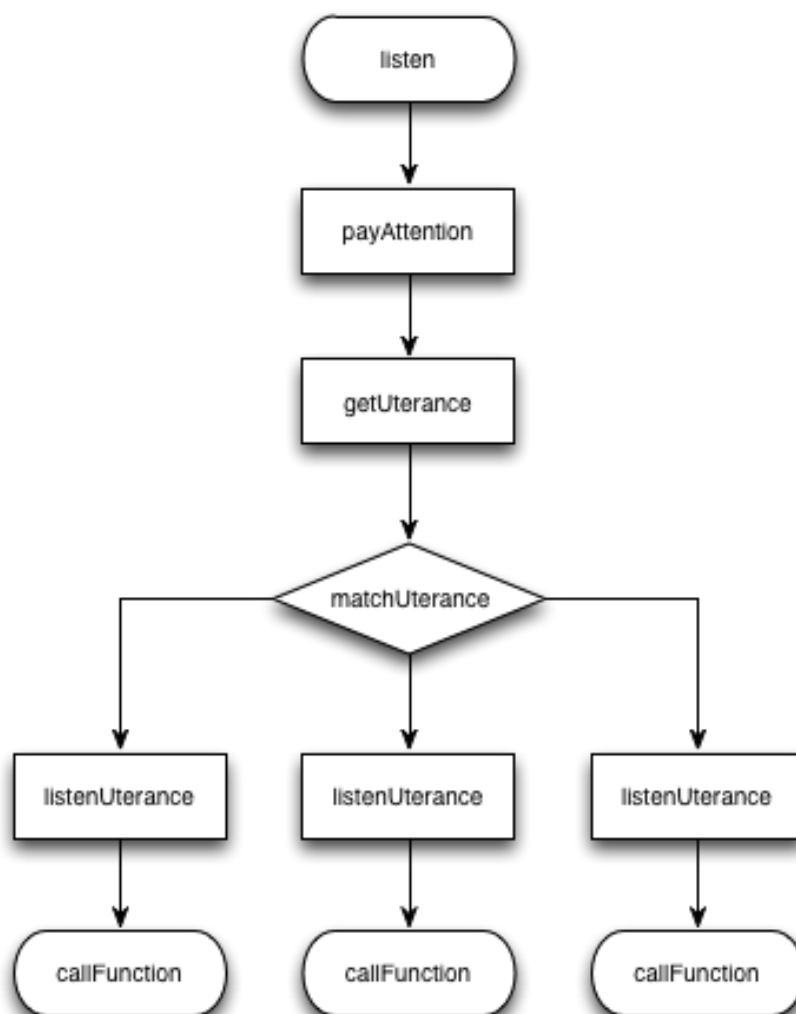 listen
payAttention
getUterance
matchUterance
listenUterance
listenUterance
listenUterance
callFunction
callFunction
callFunction